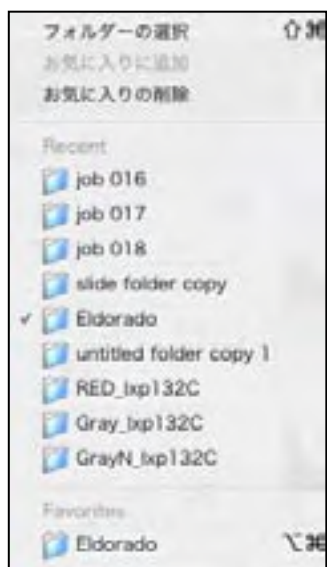 フォルダーの選択 ⇧⌘
お気に入りに追加
お気に入りの削除
Recent
job 016
job 017
job 018
slide folder copy
✓ Eldorado
untitled folder copy 1
RED_lxp132C
Gray_lxp132C
GrayN_lxp132C
Favorites
Eldorado ⌥⌘